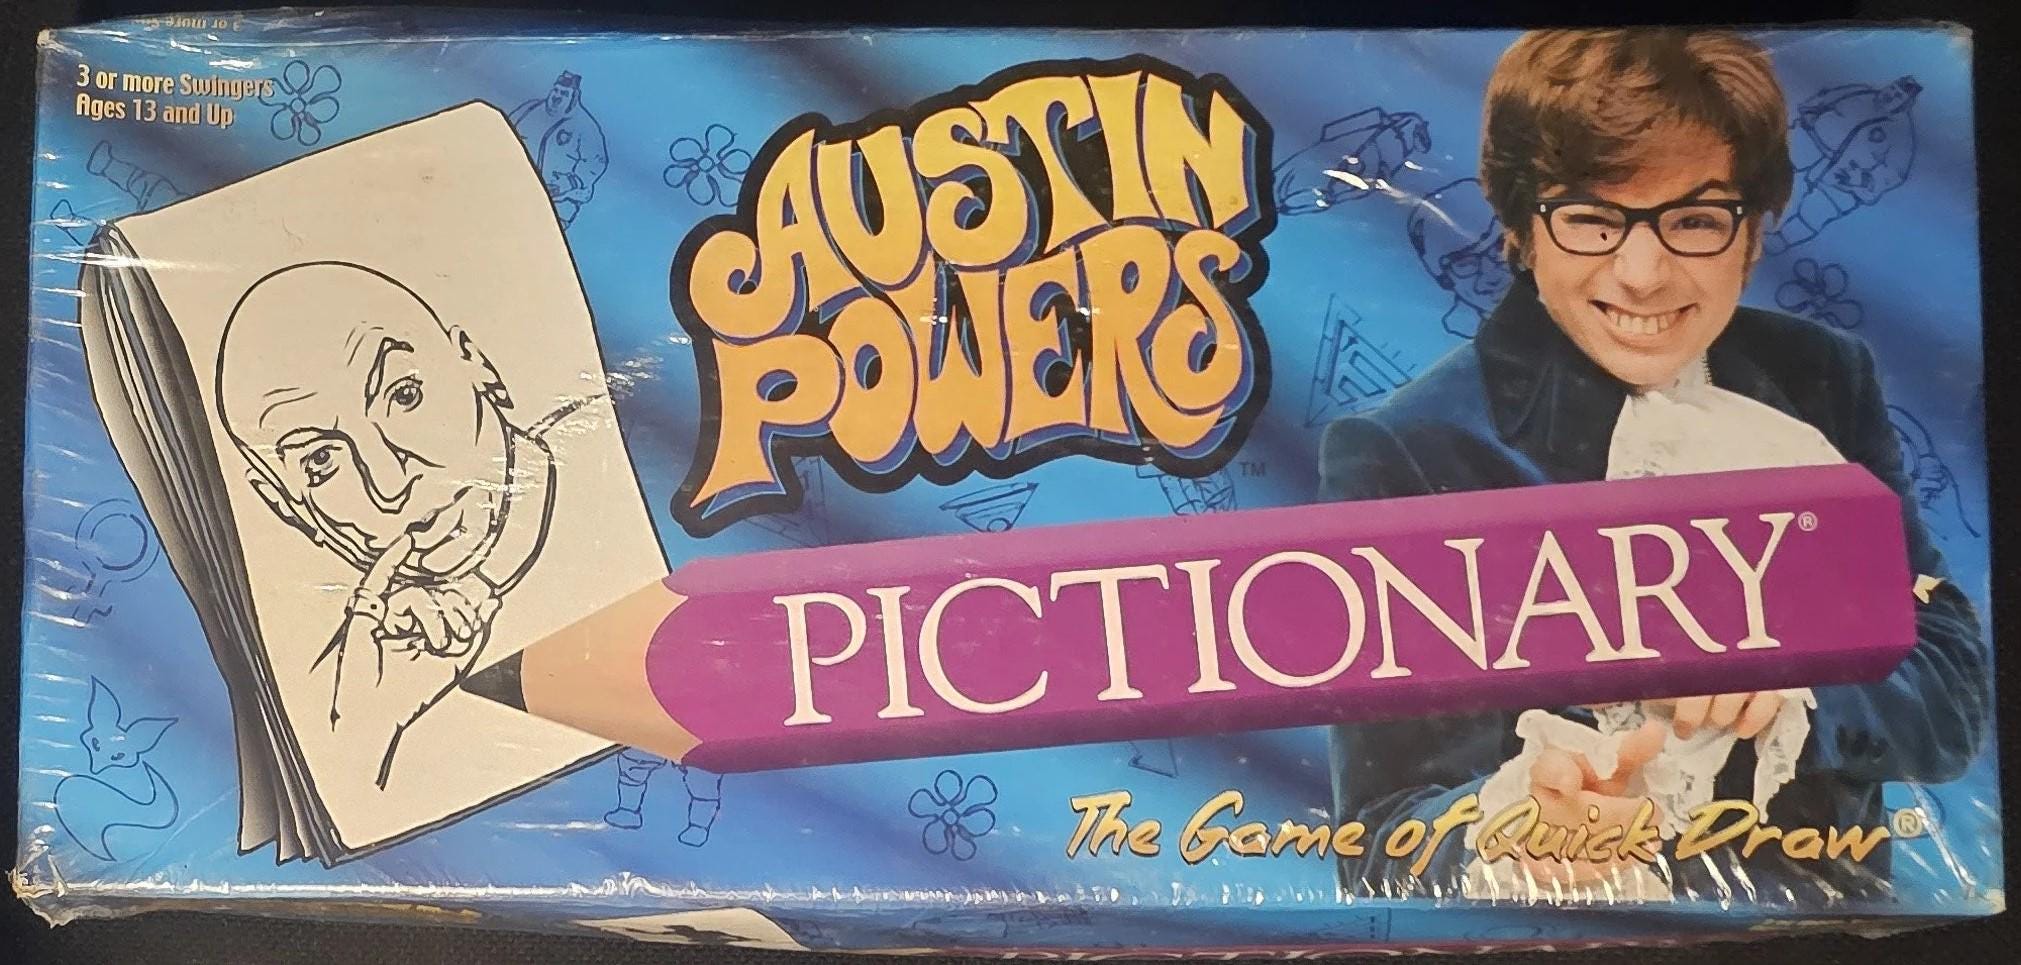 3 or more Swingers
Ages 13 and Up
AUSTIN
POWERS
TM
PICTIONARY®
The Game of Quick Draw®